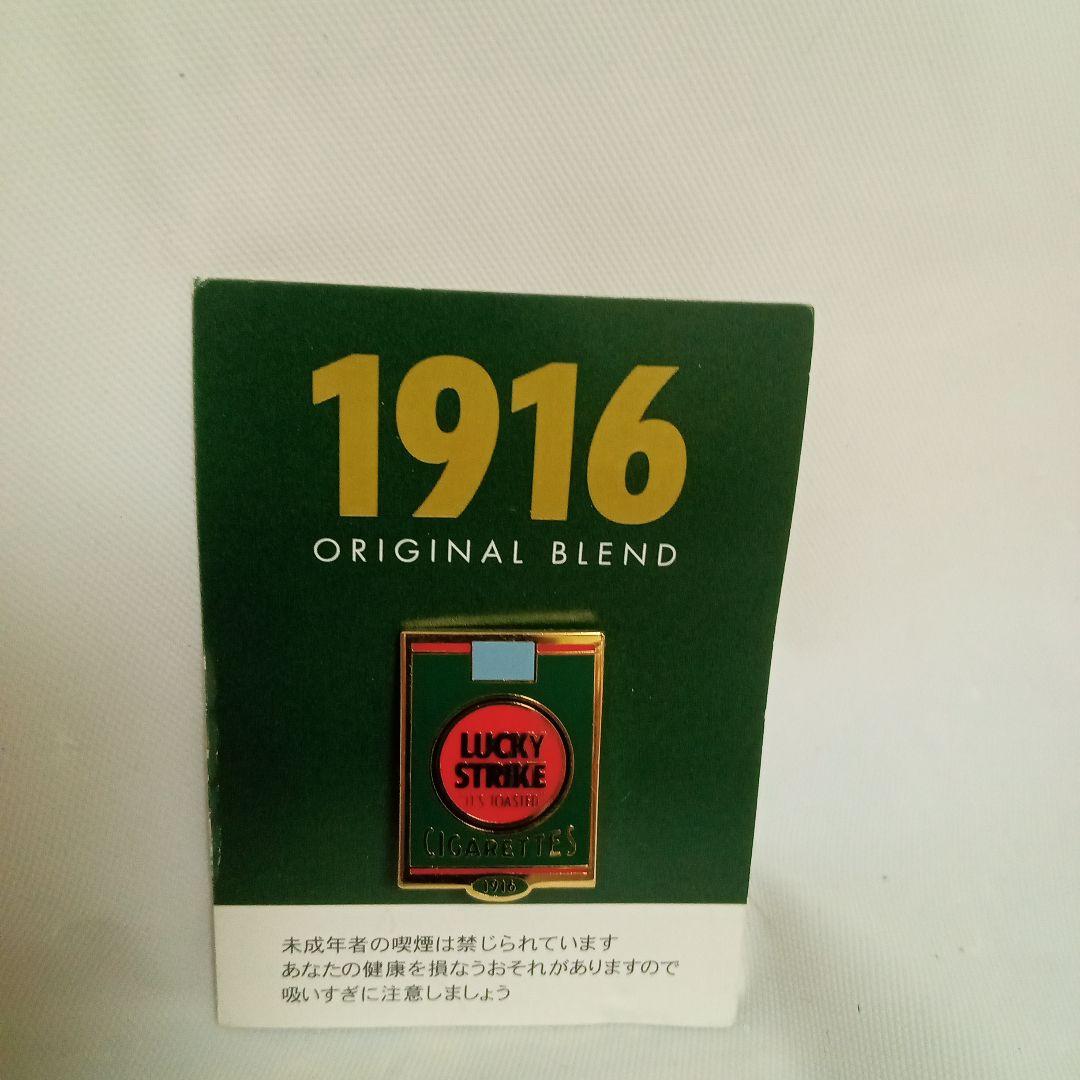 1916
ORIGINAL BLEND
LUCKY
STRIKE
IT'S TOASTED
CIGARETTES
1916
未成年者の喫煙は禁じられています
あなたの健康を損なうおそれがありますので
吸いすぎに注意しましょう